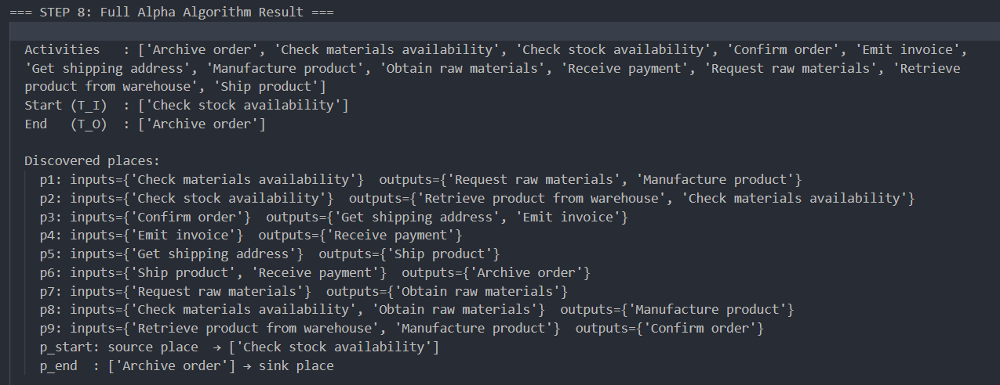 === STEP 8: Full Alpha Algorithm Result ===
Activities   : ['Archive order', 'Check materials availability', 'Check stock availability', 'Confirm order', 'Emit invoice',
'Get shipping address', 'Manufacture product', 'Obtain raw materials', 'Receive payment', 'Request raw materials', 'Retrieve
product from warehouse', 'Ship product']
Start (T_I)  : ['Check stock availability']
End   (T_O)  : ['Archive order']
Discovered places:
p1: inputs={'Check materials availability'}  outputs={'Request raw materials', 'Manufacture product'}
p2: inputs={'Check stock availability'}  outputs={'Retrieve product from warehouse', 'Check materials availability'}
p3: inputs={'Confirm order'}  outputs={'Get shipping address', 'Emit invoice'}
p4: inputs={'Emit invoice'}  outputs={'Receive payment'}
p5: inputs={'Get shipping address'}  outputs={'Ship product'}
p6: inputs={'Ship product', 'Receive payment'}  outputs={'Archive order'}
p7: inputs={'Request raw materials'}  outputs={'Obtain raw materials'}
p8: inputs={'Check materials availability', 'Obtain raw materials'}  outputs={'Manufacture product'}
p9: inputs={'Retrieve product from warehouse', 'Manufacture product'}  outputs={'Confirm order'}
p_start: source place  → ['Check stock availability']
p_end  : ['Archive order'] → sink place